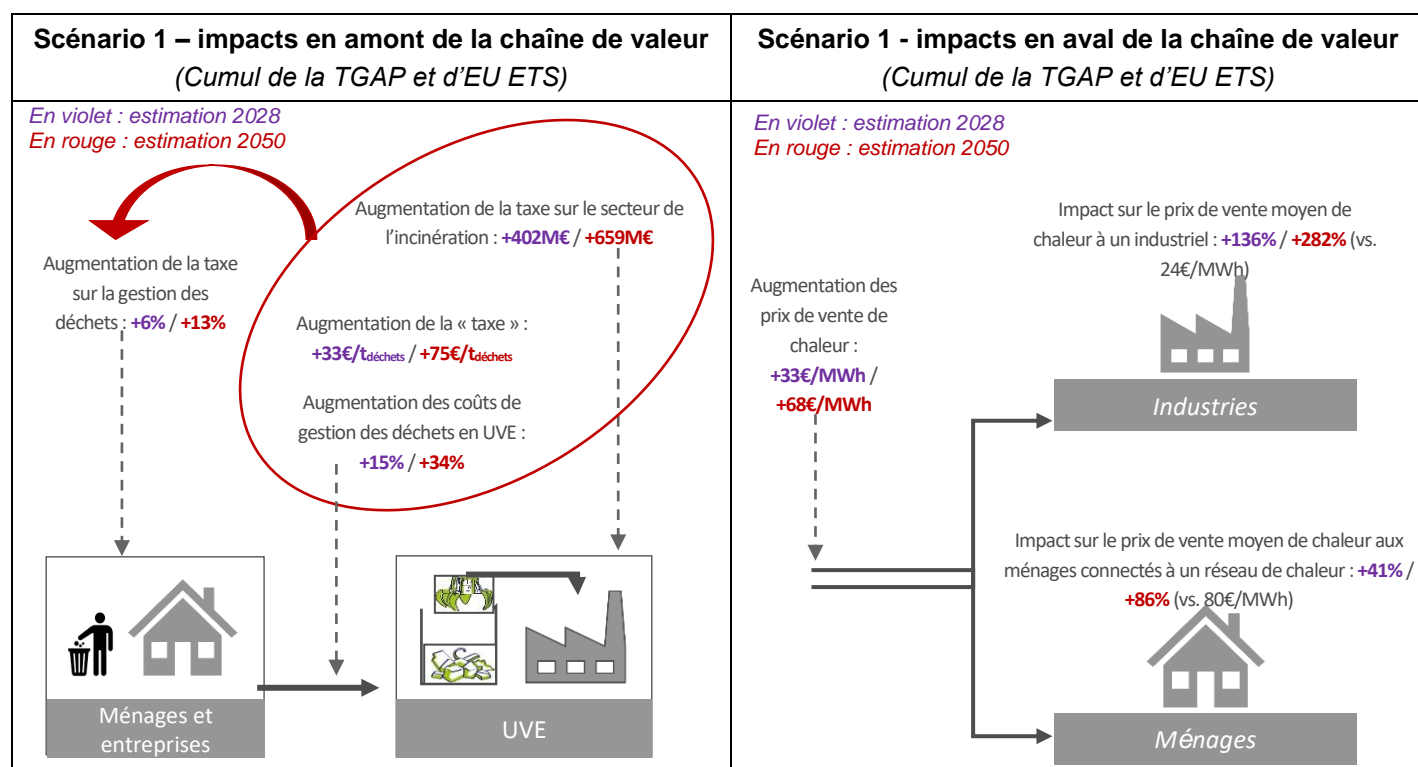 Scénario 1 – impacts en amont de la chaîne de valeur
(Cumul de la TGAP et d’EU ETS)
En violet : estimation 2028
En rouge : estimation 2050
Augmentation de la taxe sur le secteur de
l’incinération : +402M€ / +659M€
Augmentation de la taxe
sur la gestion des
déchets : +6% / +13%
Augmentation de la « taxe » :
+33€/tdéchets / +75€/tdéchets
Augmentation des coûts de
gestion des déchets en UVE :
+15% / +34%
Ménages et
entreprises
UVE
Scénario 1 - impacts en aval de la chaîne de valeur
(Cumul de la TGAP et d’EU ETS)
En violet : estimation 2028
En rouge : estimation 2050
Impact sur le prix de vente moyen de
chaleur à un industriel : +136% / +282% (vs.
24€/MWh)
Augmentation des
prix de vente de
chaleur :
+33€/MWh /
+68€/MWh
Industries
Impact sur le prix de vente moyen de chaleur aux
ménages connectés à un réseau de chaleur : +41% /
+86% (vs. 80€/MWh)
Ménages